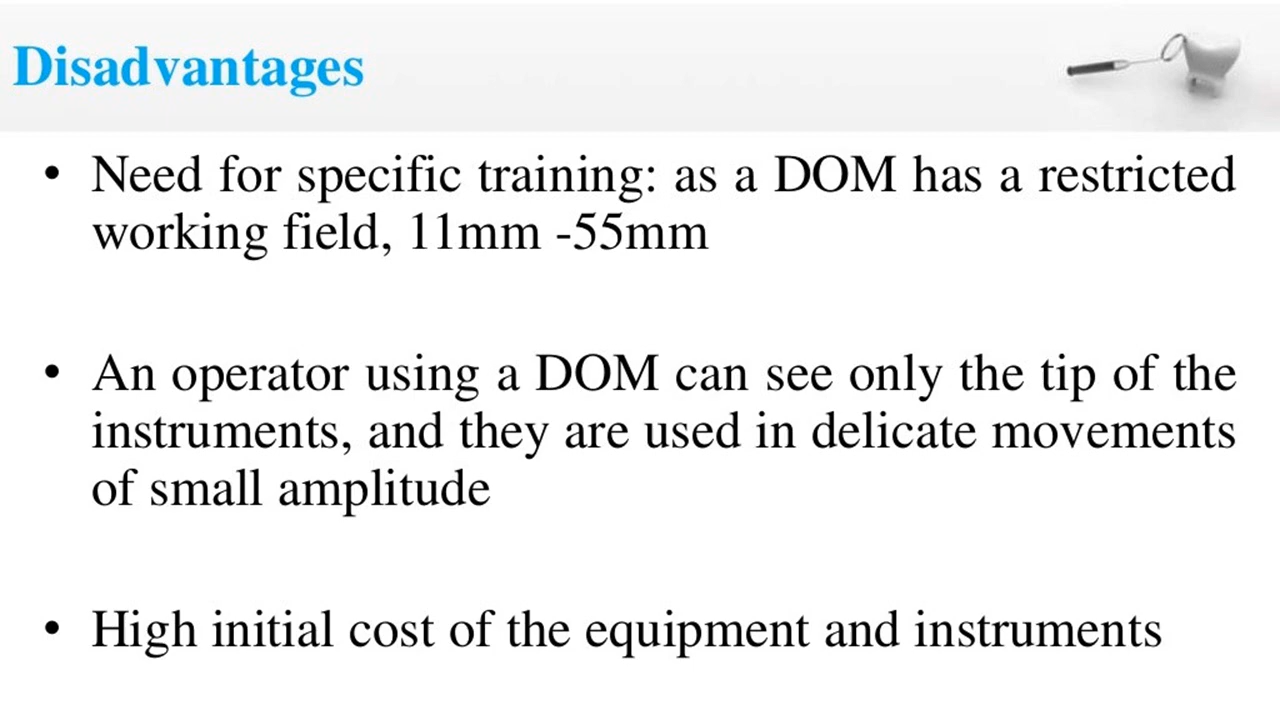 Disadvantages
• Need for specific training: as a DOM has a restricted
working field, 11mm -55mm
• An operator using a DOM can see only the tip of the
instruments, and they are used in delicate movements
of small amplitude
• High initial cost of the equipment and instruments